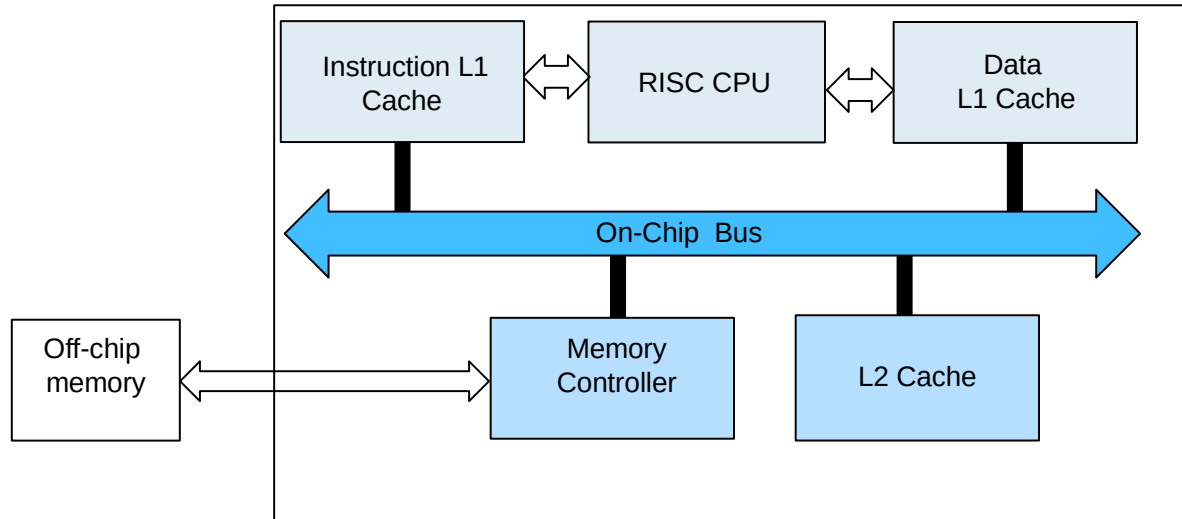 Instruction L1
Cache
RISC CPU
Data
L1 Cache
On-Chip  Bus
Off-chip
memory
Memory
Controller
L2 Cache